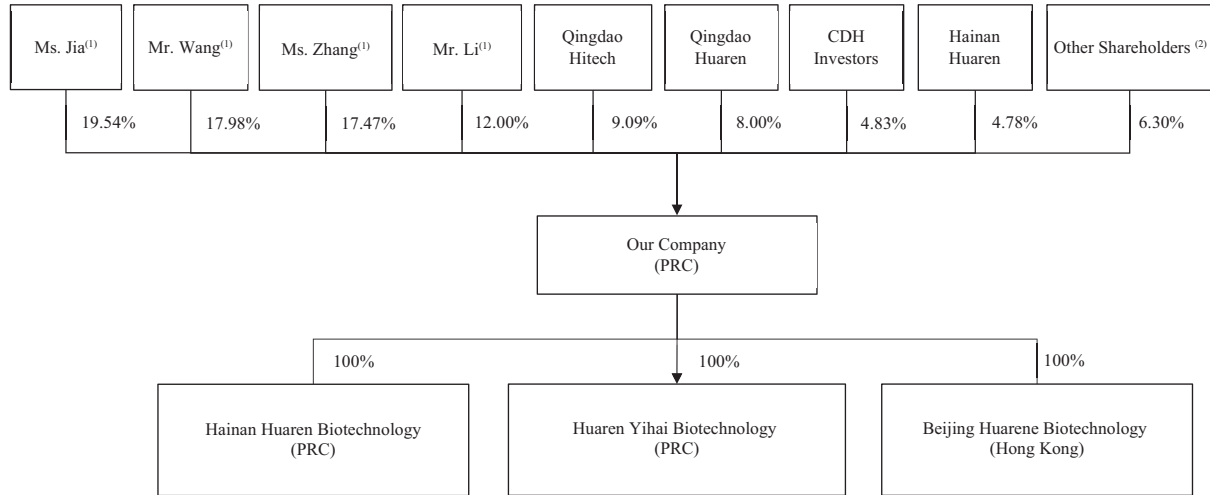 Ms. Jia(1)
Mr. Wang(1)
Ms. Zhang(1)
Mr. Li(1)
Qingdao
Hitech
Qingdao
Huaren
CDH
Investors
Hainan
Huaren
Other Shareholders (2)
19.54%
17.98%
17.47%
12.00%
9.09%
8.00%
4.83%
4.78%
6.30%
Our Company
(PRC)
100%
100%
100%
Hainan Huaren Biotechnology
(PRC)
Huaren Yihai Biotechnology
(PRC)
Beijing Huarene Biotechnology
(Hong Kong)